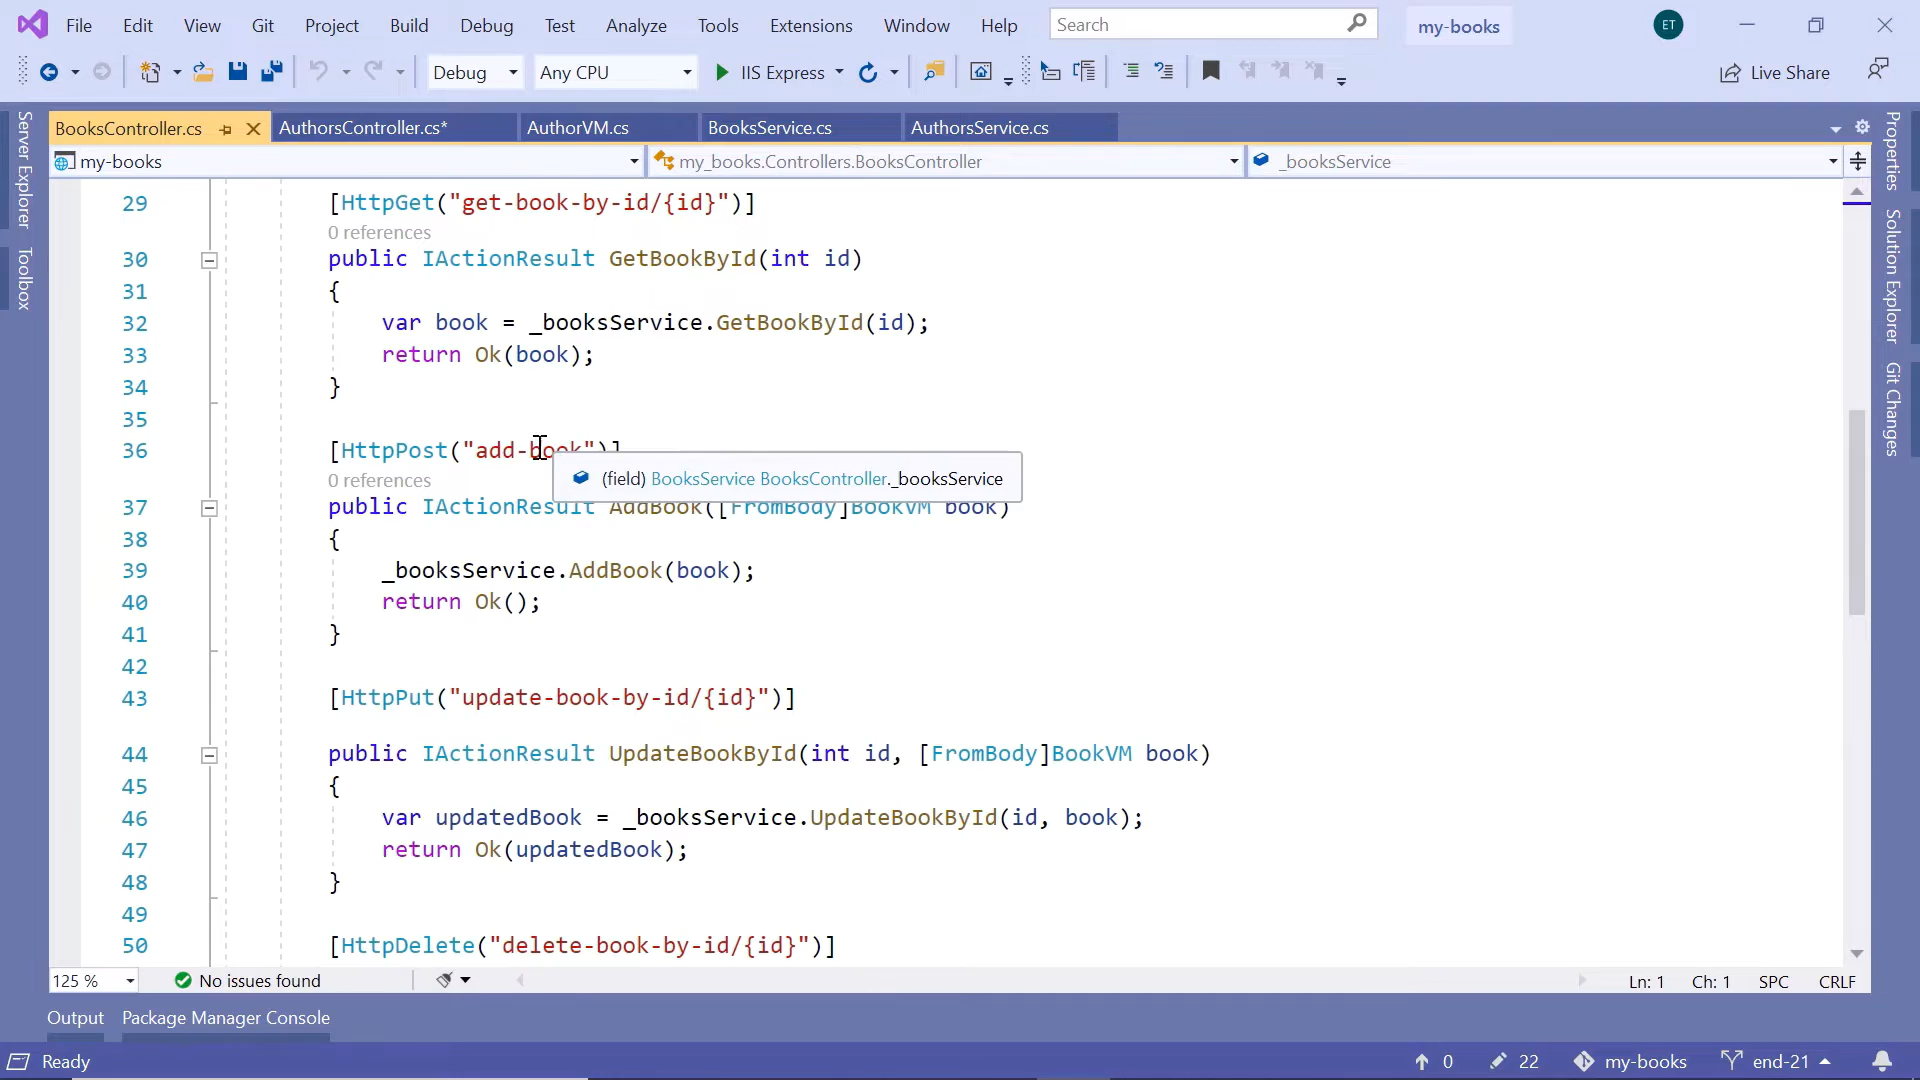 File Edit View Git Project Build Debug Test Analyze Tools Extensions Window Help Search my-books ET
Debug Any CPU IIS Express Live Share
BooksController.cs AuthorsController.cs* AuthorVM.cs BooksService.cs AuthorsService.cs
my-books my_books.Controllers.BooksController _booksService
Server Explorer
Toolbox
Properties
Solution Explorer
Git Changes
29 [HttpGet("get-book-by-id/{id}")]
0 references
30 public IActionResult GetBookById(int id)
31 {
32 var book = _booksService.GetBookById(id);
33 return Ok(book);
34 }
35
36 [HttpPost("add-book")]
(field) BooksService BooksController._booksService
0 references
37 public IActionResult AddBook([FromBody]BookVM book)
38 {
39 _booksService.AddBook(book);
40 return Ok();
41 }
42
43 [HttpPut("update-book-by-id/{id}")]
44 public IActionResult UpdateBookById(int id, [FromBody]BookVM book)
45 {
46 var updatedBook = _booksService.UpdateBookById(id, book);
47 return Ok(updatedBook);
48 }
49
50 [HttpDelete("delete-book-by-id/{id}")]
125 % No issues found Ln: 1 Ch: 1 SPC CRLF
Output Package Manager Console
Ready 0 22 my-books end-21